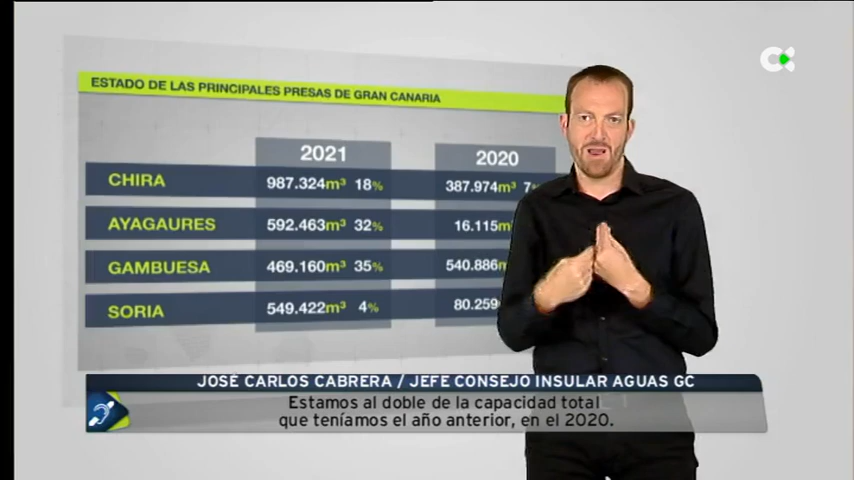 ESTADO DE LAS PRINCIPALES PRESAS DE GRAN CANARIA
2021 2020
CHIRA 987.324m³ 18% 387.974m³ 7%
AYAGAURES 592.463m³ 32% 16.115m
GAMBUESA 469.160m³ 35% 540.886m
SORIA 549.422m³ 4% 80.259
JOSÉ CARLOS CABRERA / JEFE CONSEJO INSULAR AGUAS GC
Estamos al doble de la capacidad total
que teníamos el año anterior, en el 2020.